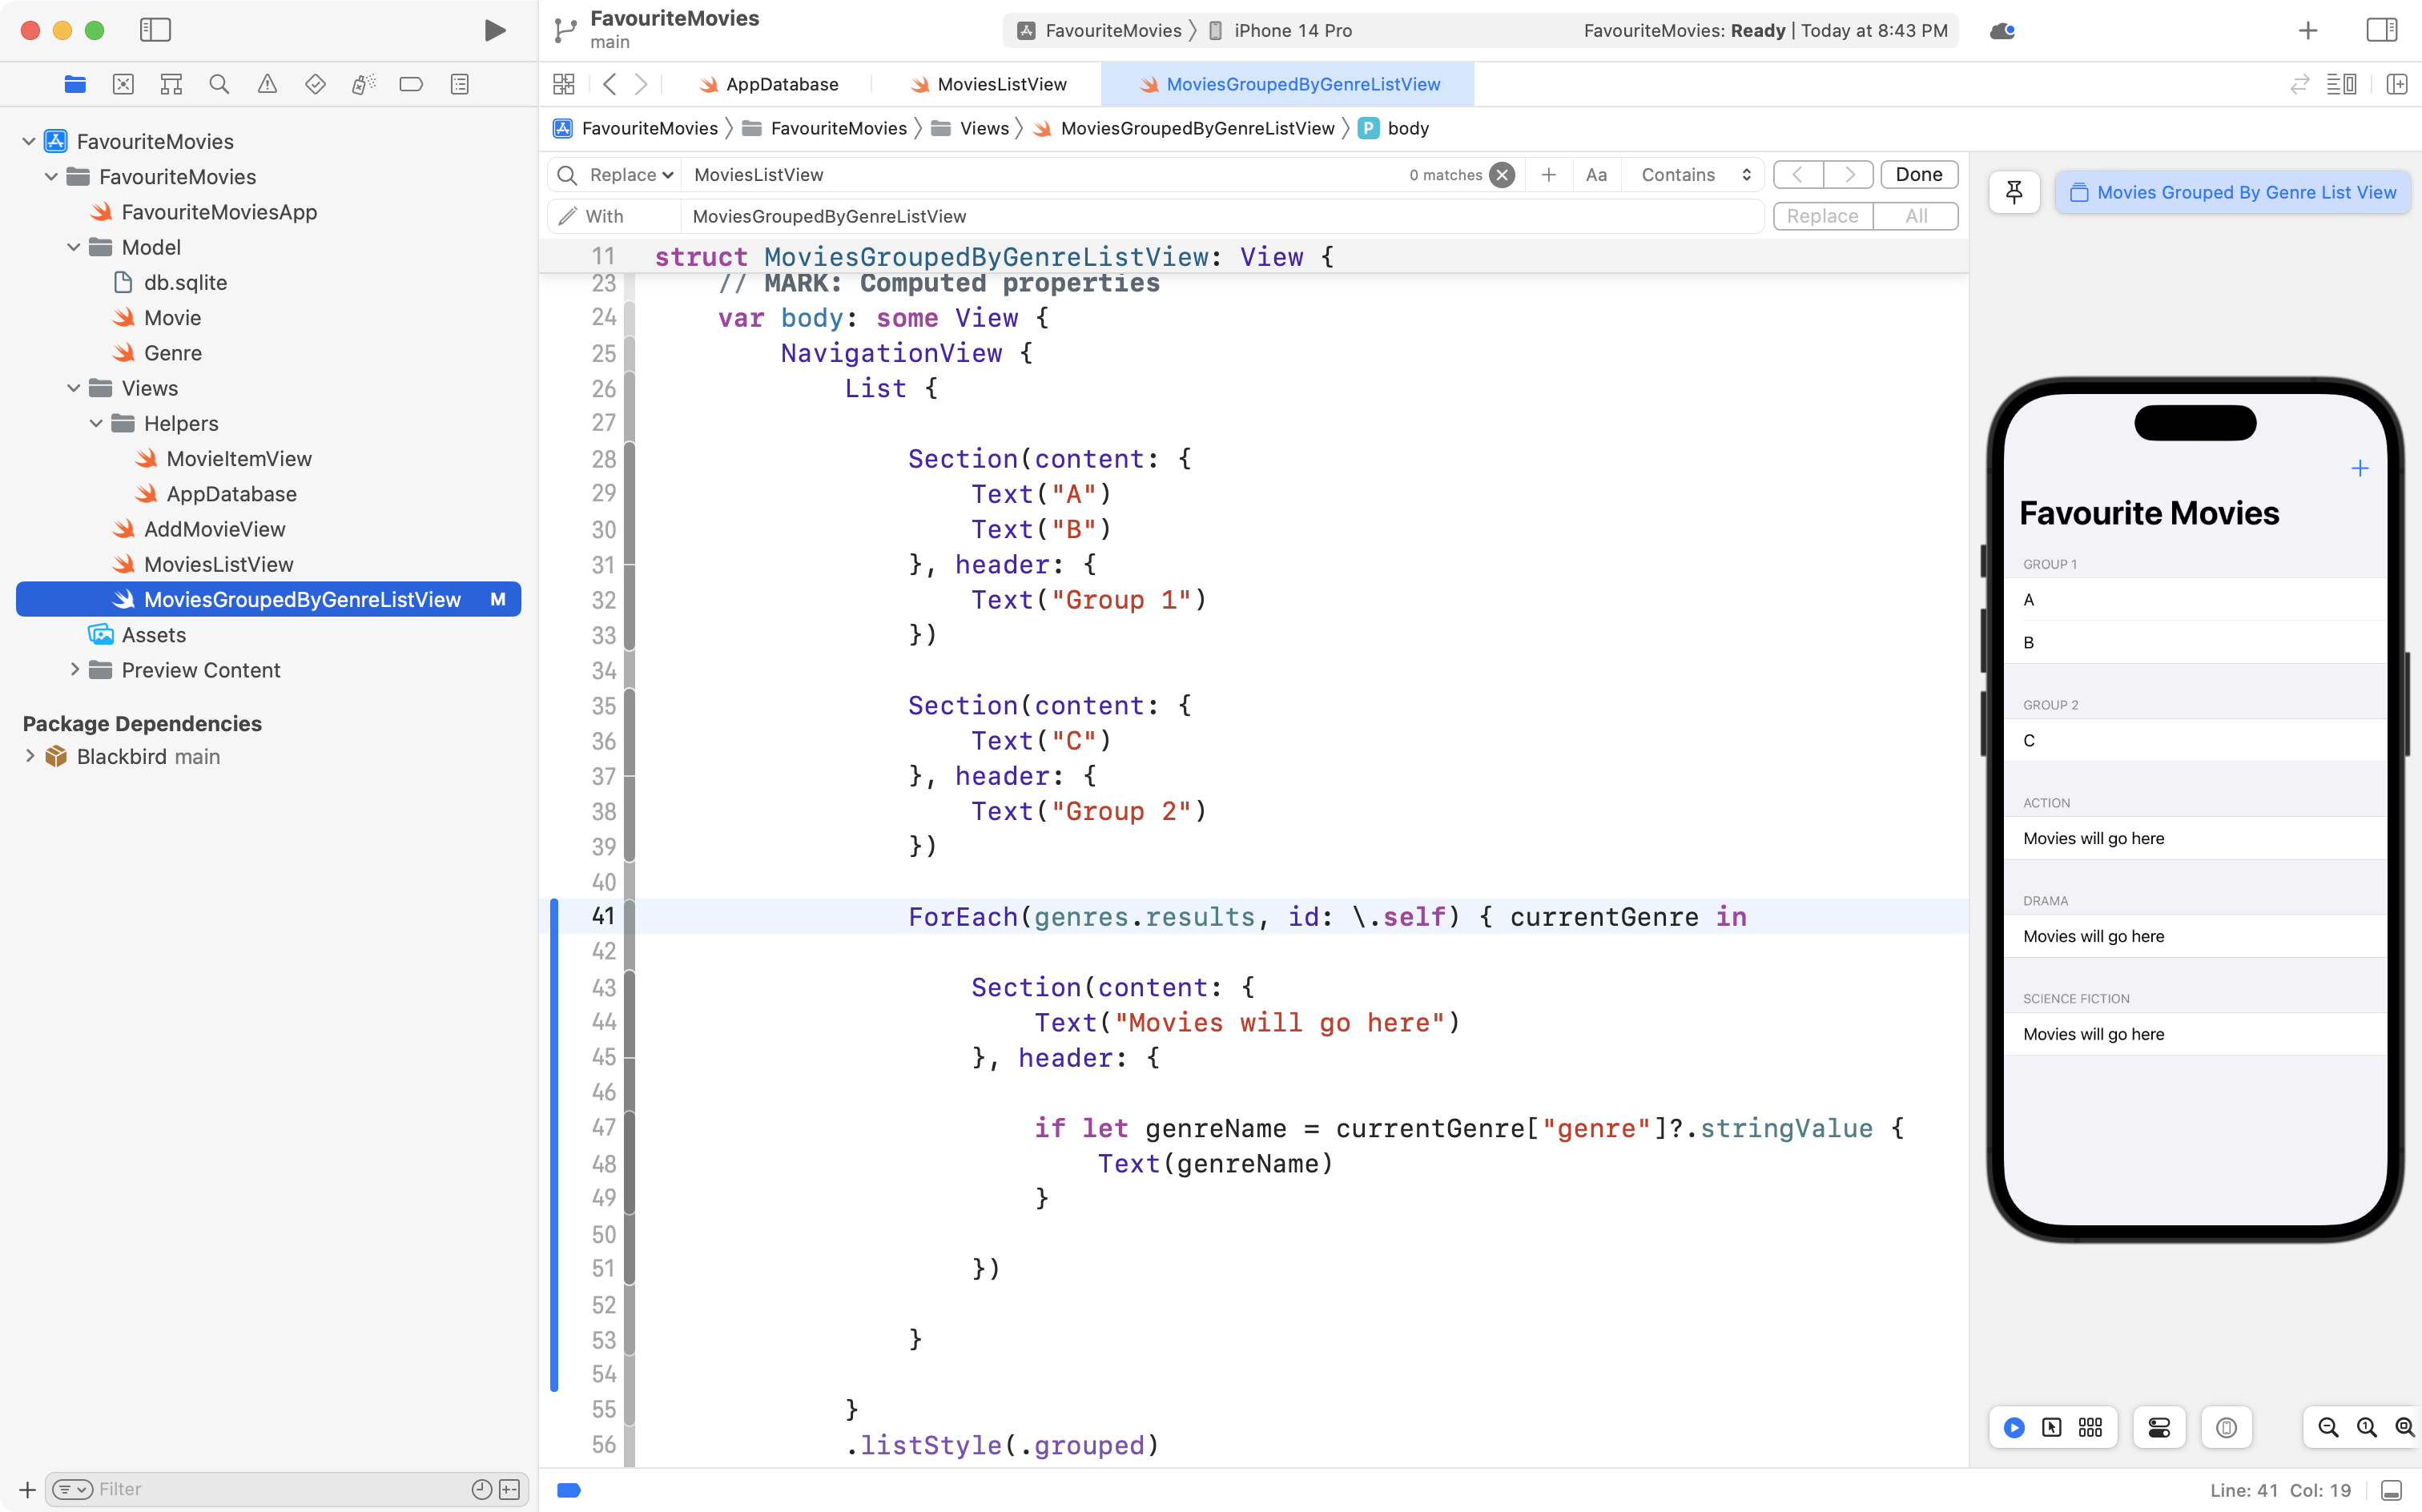 FavouriteMovies
main
FavouriteMovies
iPhone 14 Pro
FavouriteMovies: Ready | Today at 8:43 PM
AppDatabase
MoviesListView
MoviesGroupedByGenreListView
FavouriteMovies
FavouriteMovies
Views
MoviesGroupedByGenreListView
P
body
FavouriteMovies
FavouriteMovies
FavouriteMoviesApp
Model
db.sqlite
Movie
Genre
Views
Helpers
MovieItemView
AppDatabase
AddMovieView
MoviesListView
MoviesGroupedByGenreListView M
Assets
Preview Content
Package Dependencies
Blackbird main
Filter
Replace MoviesListView 0 matches Aa Contains Done
With MoviesGroupedByGenreListView Replace All
11 struct MoviesGroupedByGenreListView: View {
23 // MARK: Computed properties
24 var body: some View {
25 NavigationView {
26 List {
27
28 Section(content: {
29 Text("A")
30 Text("B")
31 }, header: {
32 Text("Group 1")
33 })
34
35 Section(content: {
36 Text("C")
37 }, header: {
38 Text("Group 2")
39 })
40
41 ForEach(genres.results, id: \.self) { currentGenre in
42
43 Section(content: {
44 Text("Movies will go here")
45 }, header: {
46
47 if let genreName = currentGenre["genre"]?.stringValue {
48 Text(genreName)
49 }
50
51 })
52
53 }
54
55 }
56 .listStyle(.grouped)
Movies Grouped By Genre List View
Favourite Movies
GROUP 1
A
B
GROUP 2
C
ACTION
Movies will go here
DRAMA
Movies will go here
SCIENCE FICTION
Movies will go here
Line: 41 Col: 19